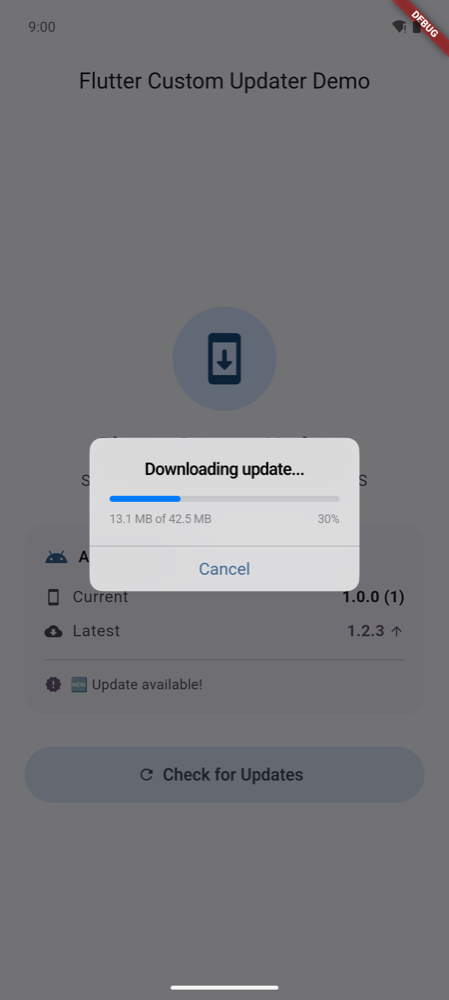 9:00
DEBUG
Flutter Custom Updater Demo
Downloading update...
13.1 MB of 42.5 MB
30%
Cancel
Current
1.0.0 (1)
Latest
1.2.3
NEW Update available!
Check for Updates